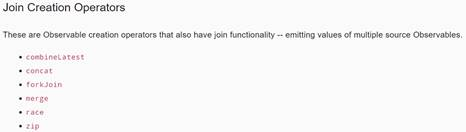 Join Creation Operators
These are Observable creation operators that also have join functionality -- emitting values of multiple source Observables.
combineLatest
concat
forkJoin
merge
race
zip